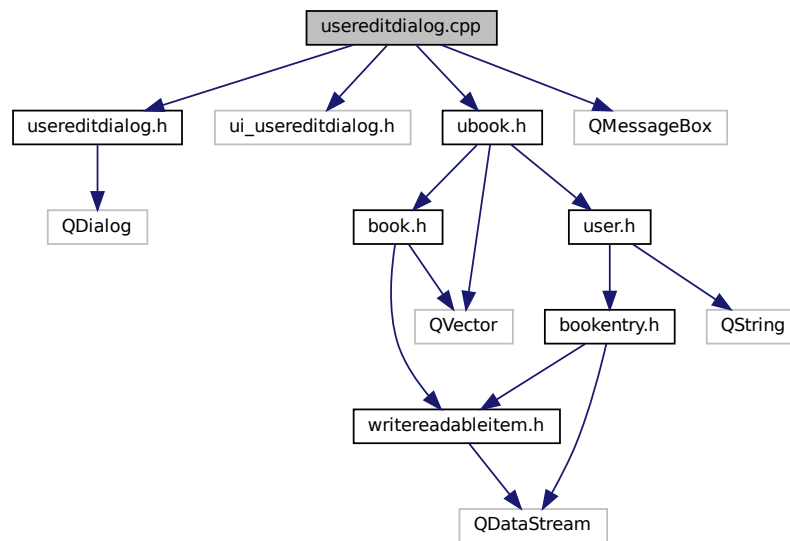 usereditdialog.cpp
usereditdialog.h
ui_usereditdialog.h
ubook.h
QMessageBox
QDialog
book.h
user.h
QVector
bookentry.h
QString
writereadableitem.h
QDataStream